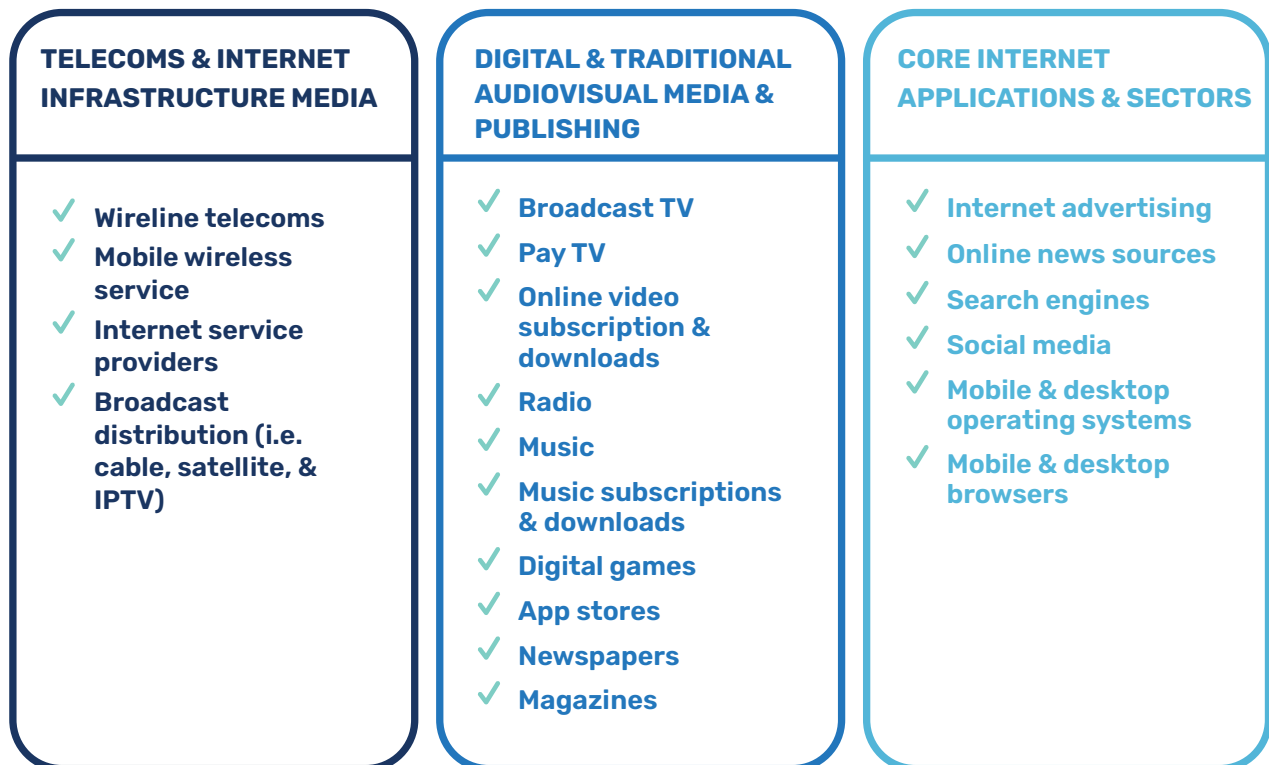 TELECOMS & INTERNET
INFRASTRUCTURE MEDIA
Wireline telecoms
Mobile wireless
service
Internet service
providers
Broadcast
distribution (i.e.
cable, satellite, &
IPTV)
DIGITAL & TRADITIONAL
AUDIOVISUAL MEDIA &
PUBLISHING
Broadcast TV
Pay TV
Online video
subscription &
downloads
Radio
Music
Music subscriptions
& downloads
Digital games
App stores
Newspapers
Magazines
CORE INTERNET
APPLICATIONS & SECTORS
Internet advertising
Online news sources
Search engines
Social media
Mobile & desktop
operating systems
Mobile & desktop
browsers